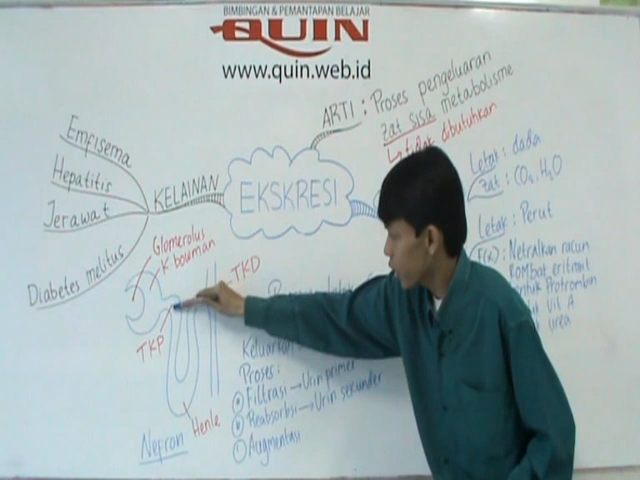 BIMBINGAN & PEMANTAPAN BELAJAR
QUIN
www.quin.web.id
ARTI : Proses pengeluaran
zat sisa metabolisme
↳ tidak dibutuhkan
Emfisema
Hepatitis
Jerawat
Diabetes melitus
KELAINAN
EKSKRESI
Letak : dada
zat : CO₂, H₂O
Letak : Perut
: Netralkan racun
ROMbak eritrosit
Protrombin
vit A
urea
Glomerolus
K. bouman
TKD
TKP
Henle
Nefron
Keluarkan
Proses :
a Filtrasi → Urin primer
b Reabsorbsi → Urin sekunder
c Augmentasi